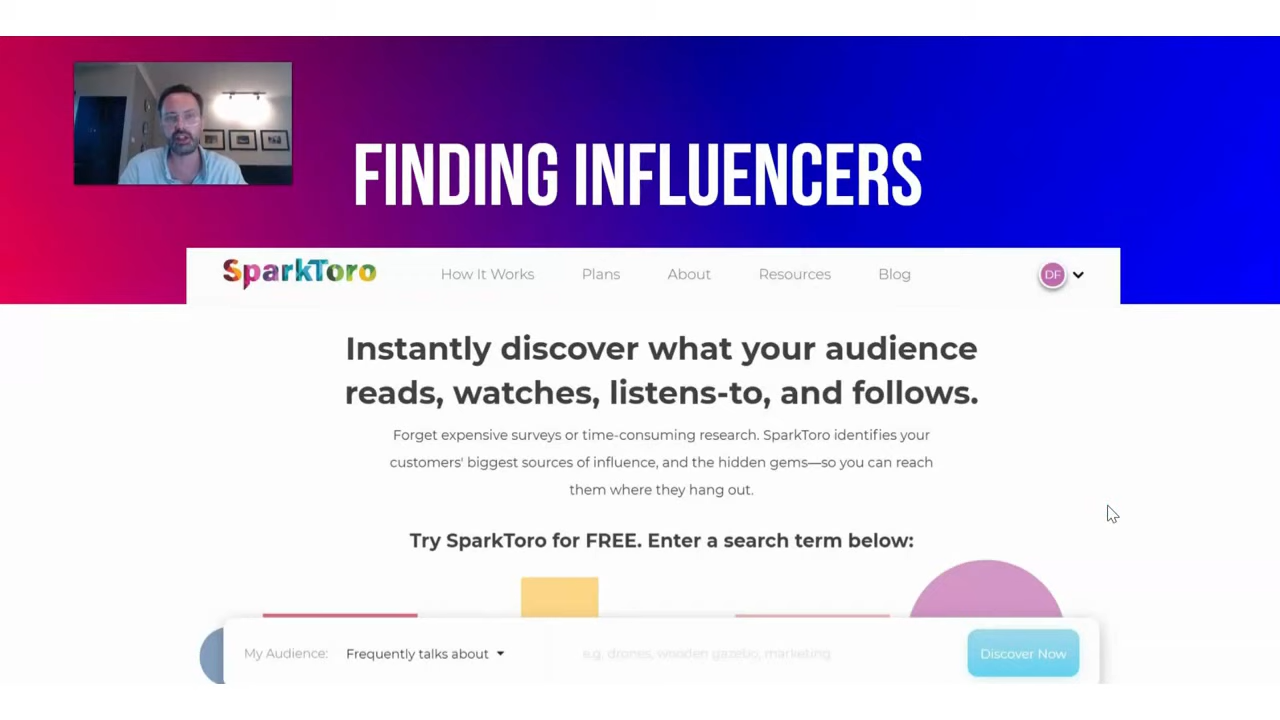 FINDING INFLUENCERS
SparkToro
How It Works
Plans
About
Resources
Blog
DF
Instantly discover what your audience
reads, watches, listens-to, and follows.
Forget expensive surveys or time-consuming research. SparkToro identifies your
customers' biggest sources of influence, and the hidden gems—so you can reach
them where they hang out.
Try SparkToro for FREE. Enter a search term below:
My Audience:
Frequently talks about
e.g. drones, wooden gazebo, marketing
Discover Now